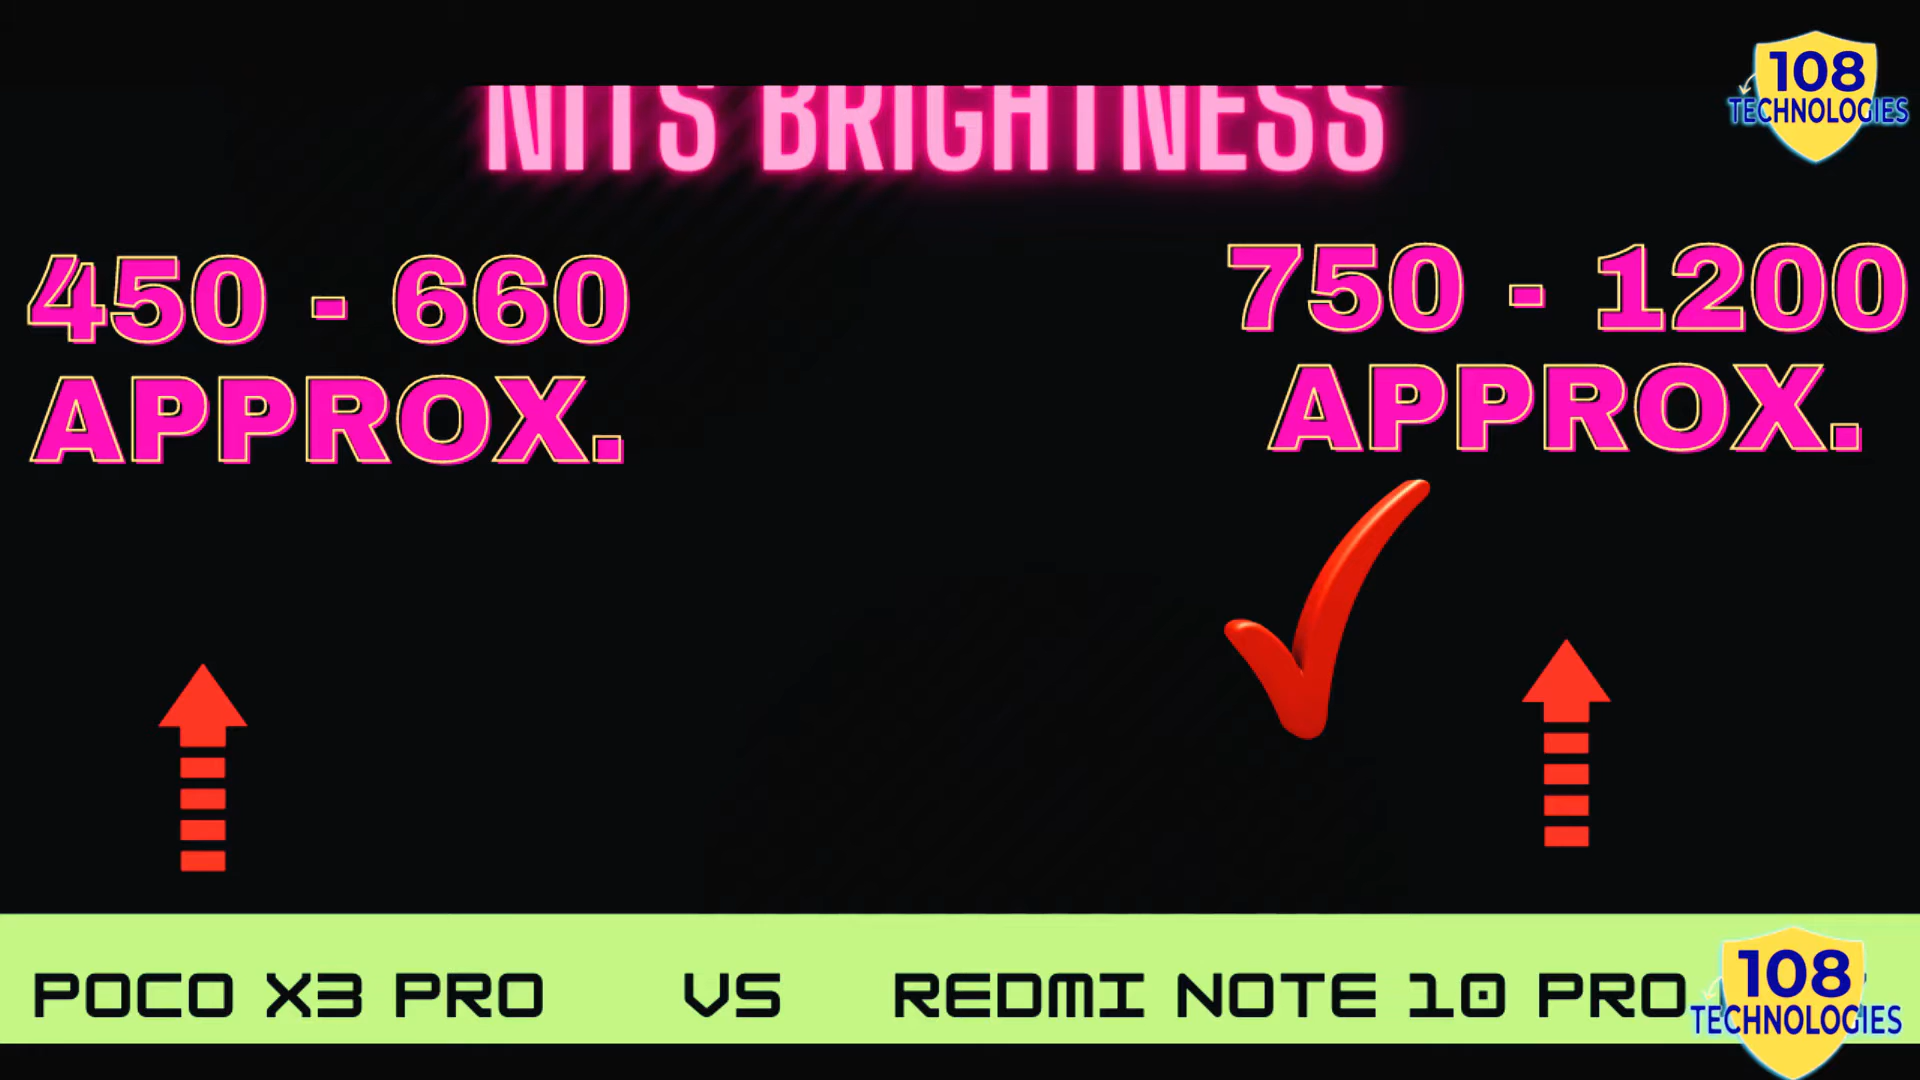 NITS BRIGHTNESS
108
TECHNOLOGIES
450 - 660
APPROX.
750 - 1200
APPROX.
POCO X3 PRO VS REDMI NOTE 10 PRO
108
TECHNOLOGIES